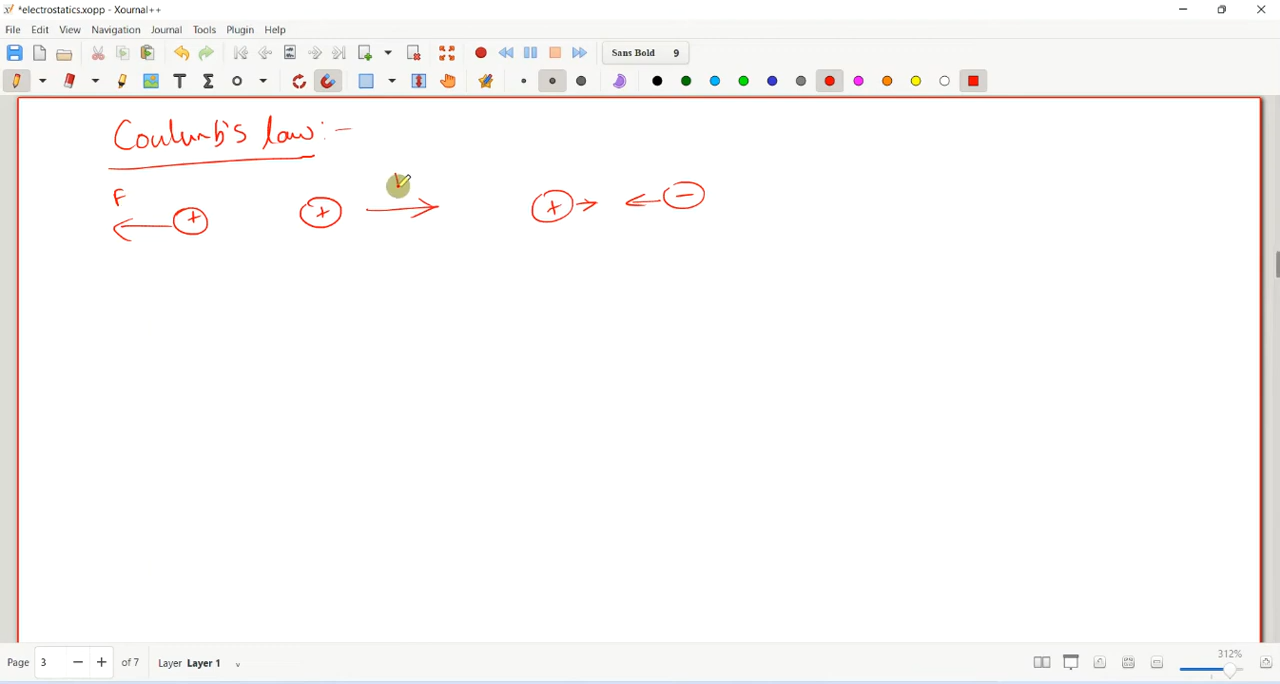 *electrostatics.xopp - Xournal++
File Edit View Navigation Journal Tools Plugin Help
Sans Bold 9
Coulumb's law :-
F
+ + + −
Page 3 of 7 Layer Layer 1 312%